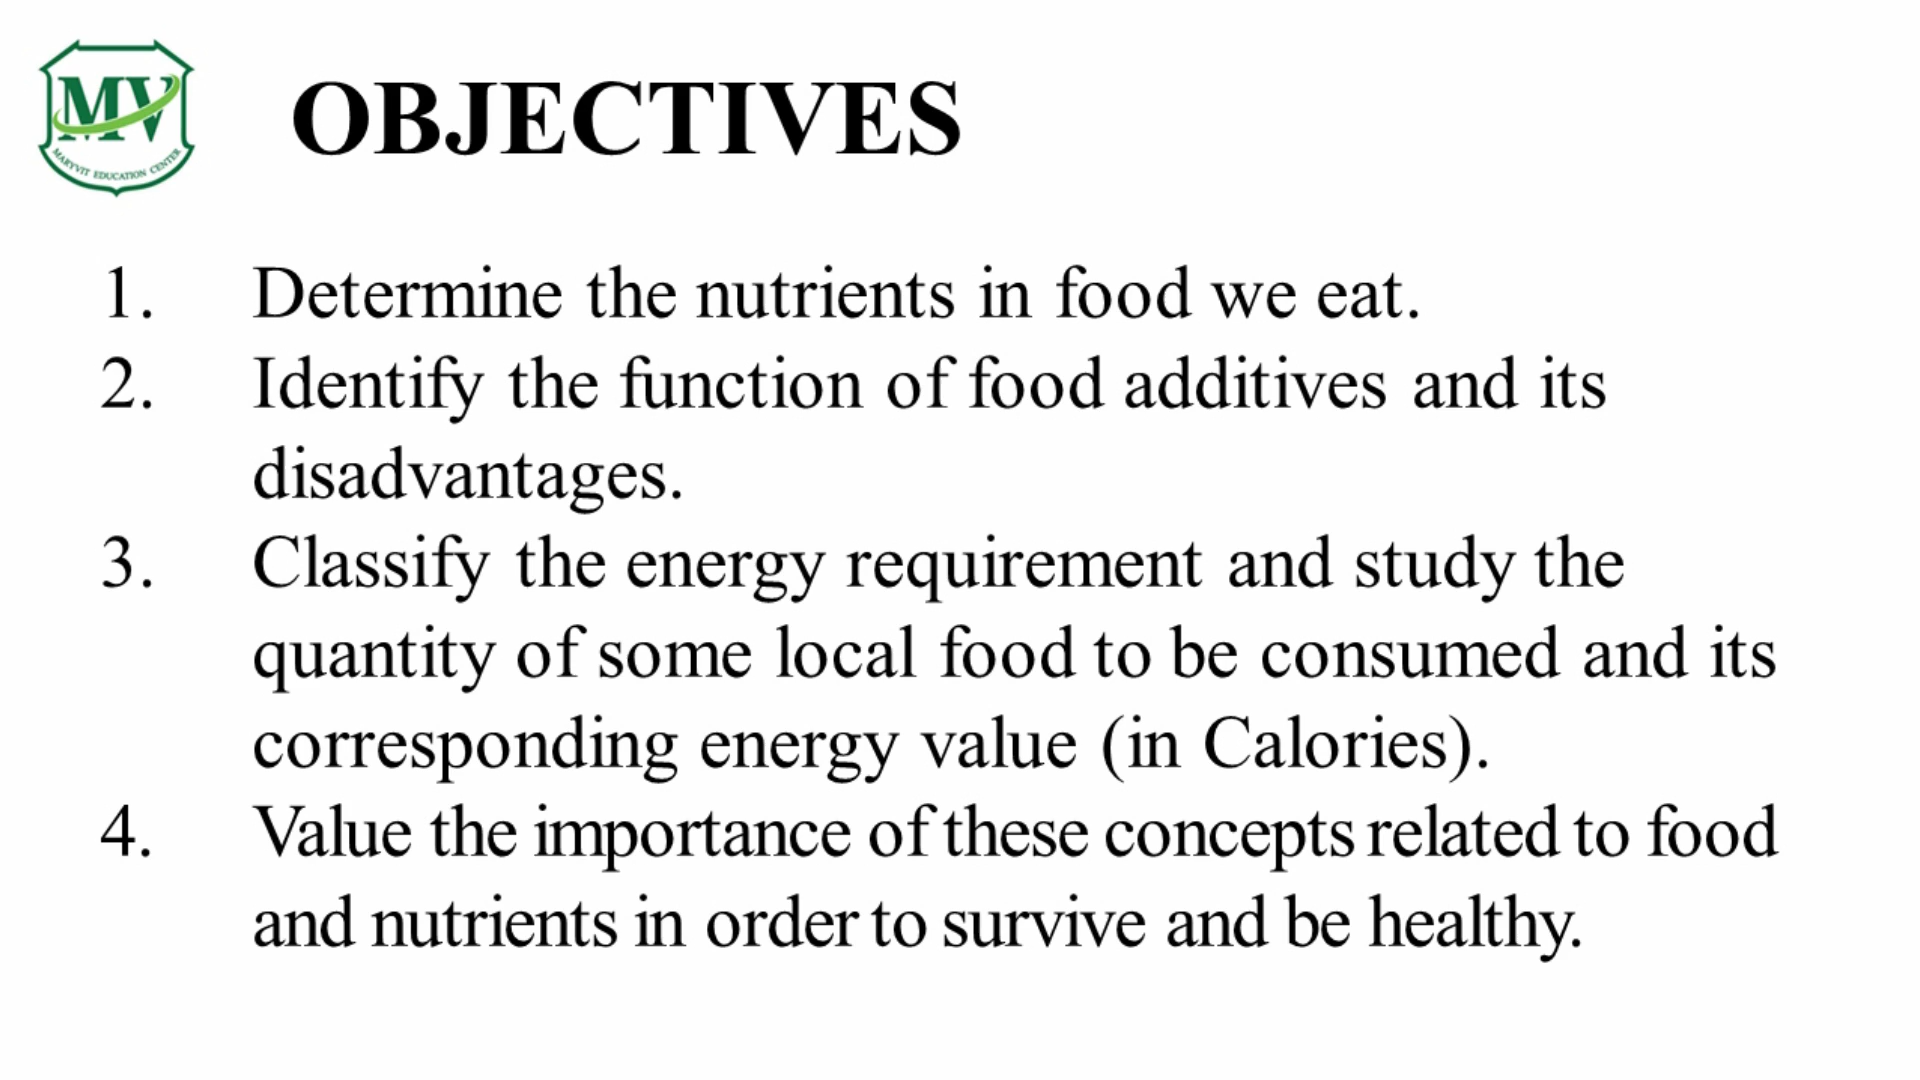 MV
MARYVIT EDUCATION CENTER
OBJECTIVES
1. Determine the nutrients in food we eat.
2. Identify the function of food additives and its
disadvantages.
3. Classify the energy requirement and study the
quantity of some local food to be consumed and its
corresponding energy value (in Calories).
4. Value the importance of these concepts related to food
and nutrients in order to survive and be healthy.